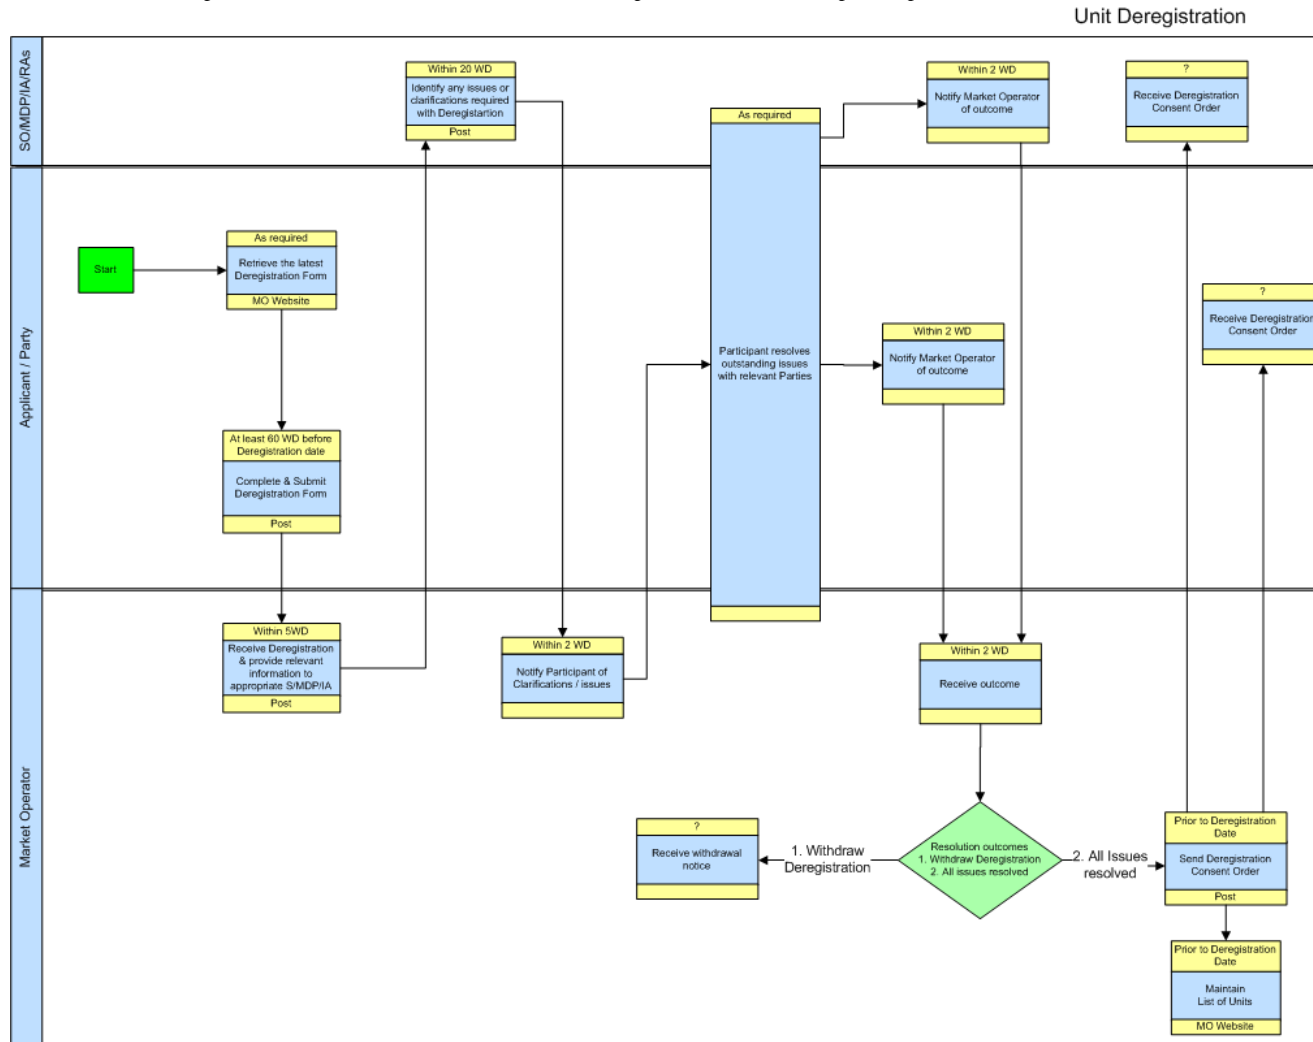 Unit Deregistration
SO/MDP/IA/RAs
Within 20 WD
Identify any issues or
clarifications required
with Deregistartion
Post
As required
Within 2 WD
Notify Market Operator
of outcome
?
Receive Deregistration
Consent Order
Applicant / Party
Start
As required
Retrieve the latest
Deregistration Form
MO Website
At least 60 WD before
Deregistration date
Complete & Submit
Deregistration Form
Post
Participant resolves
outstanding issues
with relevant Parties
Within 2 WD
Notify Market Operator
of outcome
?
Receive Deregistration
Consent Order
Market Operator
Within 5WD
Receive Deregistration
& provide relevant
information to
appropriate S/MDP/IA
Post
Within 2 WD
Notify Participant of
Clarifications / issues
Within 2 WD
Receive outcome
?
Receive withdrawal
notice
1. Withdraw
Deregistration
Resolution outcomes
1. Withdraw Deregistration
2. All issues resolved
2. All Issues
resolved
Prior to Deregistration
Date
Send Deregistration
Consent Order
Post
Prior to Deregistration
Date
Maintain
List of Units
MO Website